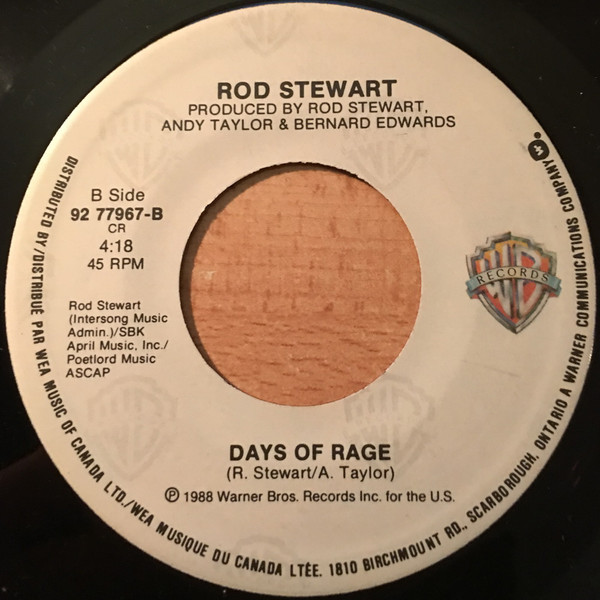 ROD STEWART
PRODUCED BY ROD STEWART,
ANDY TAYLOR & BERNARD EDWARDS
B Side
92 77967-B
CR
4:18
45 RPM
Rod Stewart
(Intersong Music
Admin.)/SBK
April Music, Inc./
Poetlord Music
ASCAP
WB
RECORDS
DAYS OF RAGE
(R. Stewart/A. Taylor)
℗ 1988 Warner Bros. Records Inc. for the U.S.
DISTRIBUTED BY/DISTRIBUÉ PAR WEA MUSIC OF CANADA LTD./WEA MUSIQUE DU CANADA LTÉE. 1810 BIRCHMOUNT RD., SCARBOROUGH, ONTARIO A WARNER COMMUNICATIONS COMPANY